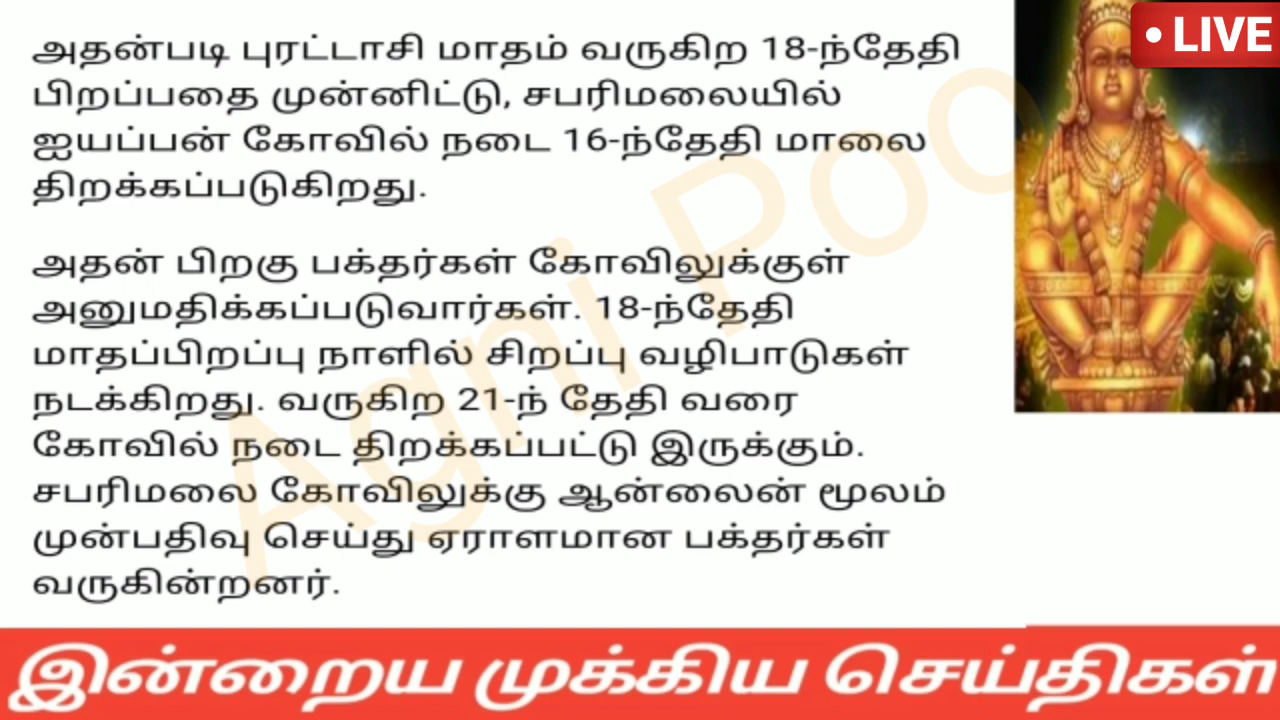 • LIVE
அதன்படி புரட்டாசி மாதம் வருகிற 18-ந்தேதி
பிறப்பதை முன்னிட்டு, சபரிமலையில்
ஐயப்பன் கோவில் நடை 16-ந்தேதி மாலை
திறக்கப்படுகிறது.
அதன் பிறகு பக்தர்கள் கோவிலுக்குள்
அனுமதிக்கப்படுவார்கள். 18-ந்தேதி
மாதப்பிறப்பு நாளில் சிறப்பு வழிபாடுகள்
நடக்கிறது. வருகிற 21-ந் தேதி வரை
கோவில் நடை திறக்கப்பட்டு இருக்கும்.
சபரிமலை கோவிலுக்கு ஆன்லைன் மூலம்
முன்பதிவு செய்து ஏராளமான பக்தர்கள்
வருகின்றனர்.
Agni Poo
இன்றைய முக்கிய செய்திகள்